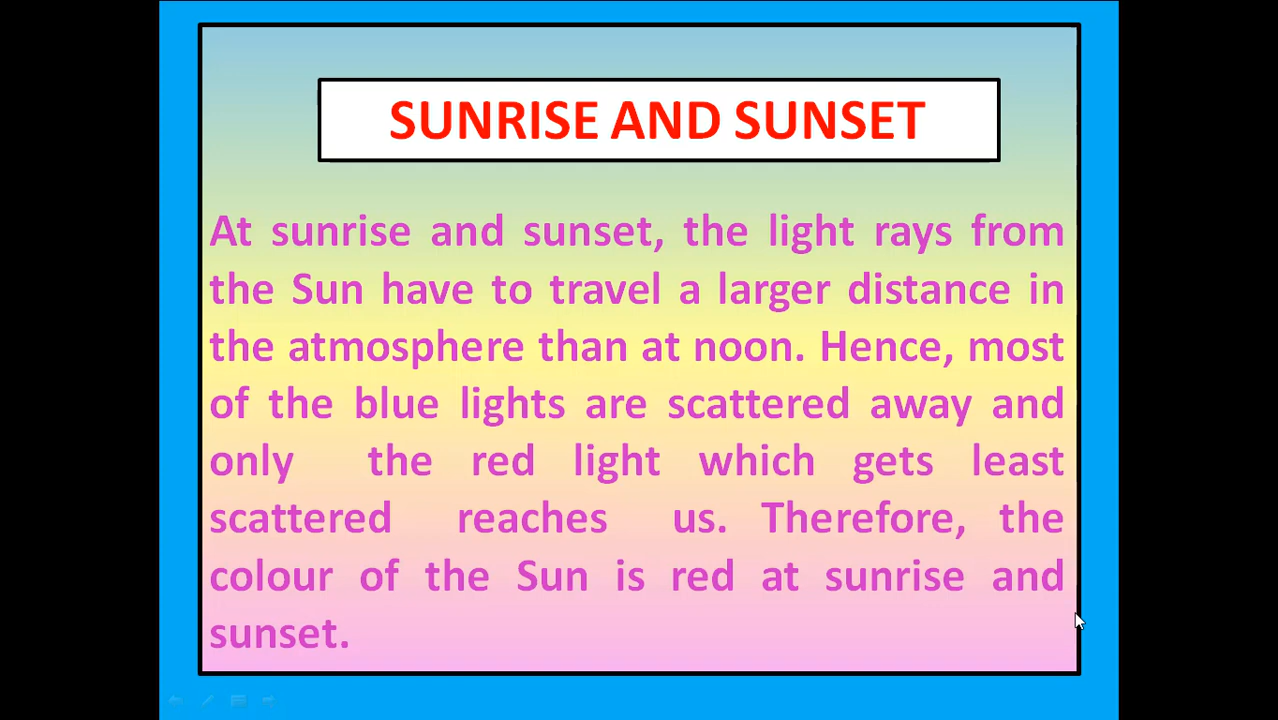 SUNRISE AND SUNSET
At sunrise and sunset, the light rays from
the Sun have to travel a larger distance in
the atmosphere than at noon. Hence, most
of the blue lights are scattered away and
only the red light which gets least
scattered reaches us. Therefore, the
colour of the Sun is red at sunrise and
sunset.